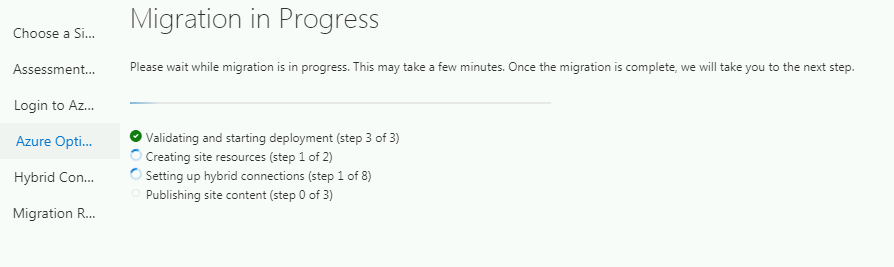 Migration in Progress
Choose a Si...
Assessment...
Login to Az...
Azure Opti...
Hybrid Con...
Migration R...
Please wait while migration is in progress. This may take a few minutes. Once the migration is complete, we will take you to the next step.
Validating and starting deployment (step 3 of 3)
Creating site resources (step 1 of 2)
Setting up hybrid connections (step 1 of 8)
Publishing site content (step 0 of 3)